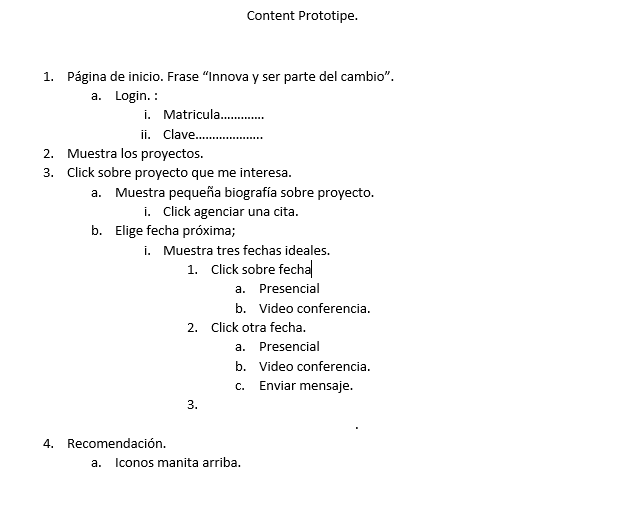 Content Prototipe.
1. Página de inicio. Frase “Innova y ser parte del cambio”.
a. Login. :
i. Matricula.............
ii. Clave....................
2. Muestra los proyectos.
3. Click sobre proyecto que me interesa.
a. Muestra pequeña biografía sobre proyecto.
i. Click agenciar una cita.
b. Elige fecha próxima;
i. Muestra tres fechas ideales.
1. Click sobre fecha
a. Presencial
b. Video conferencia.
2. Click otra fecha.
a. Presencial
b. Video conferencia.
c. Enviar mensaje.
3.
.
4. Recomendación.
a. Iconos manita arriba.